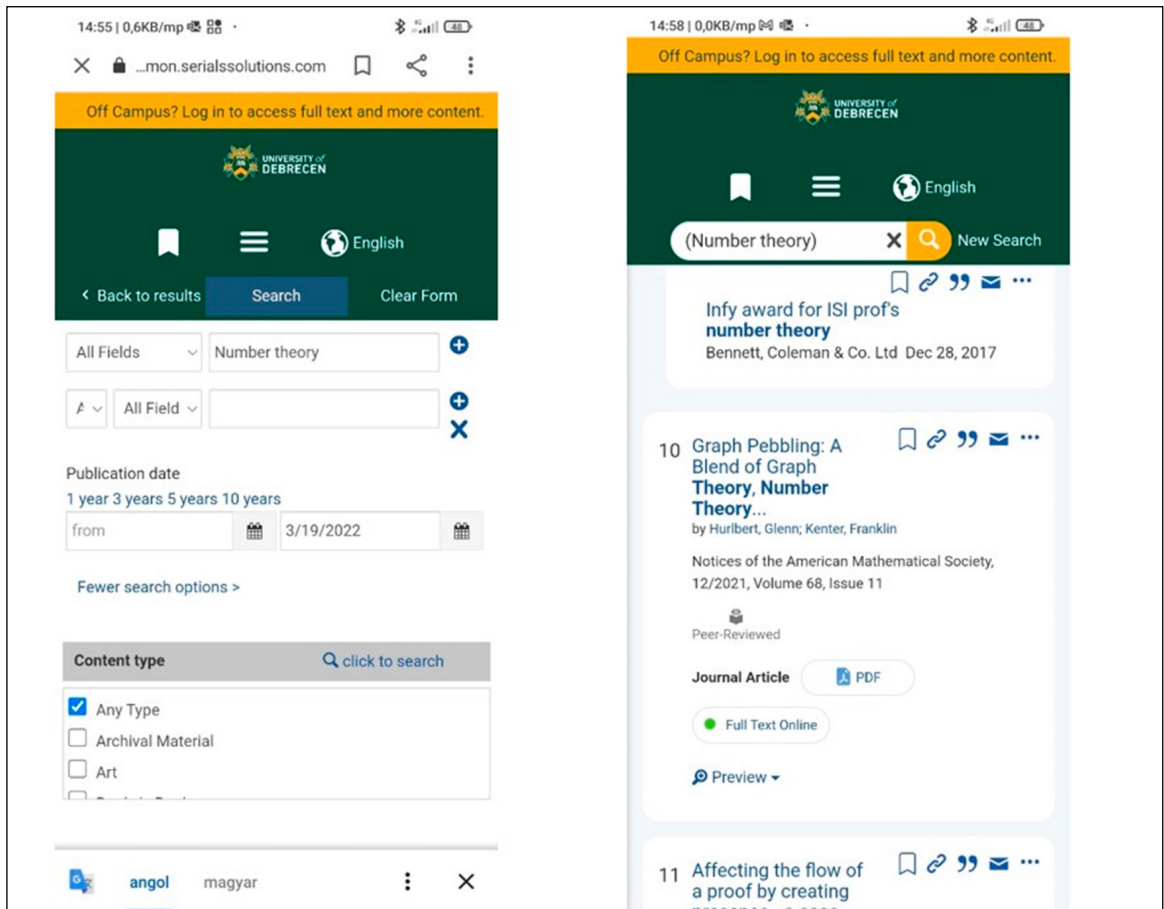 14:55 | 0,6KB/mp
48
...mon.serialssolutions.com
Off Campus? Log in to access full text and more content.
UNIVERSITY of
DEBRECEN
English
Back to results
Search
Clear Form
All Fields
Number theory
All Field
Publication date
1 year 3 years 5 years 10 years
from
3/19/2022
Fewer search options >
Content type
click to search
Any Type
Archival Material
Art
angol
magyar
14:58 | 0,0KB/mp
48
Off Campus? Log in to access full text and more content.
UNIVERSITY of
DEBRECEN
English
(Number theory)
New Search
Infy award for ISI prof's
number theory
Bennett, Coleman & Co. Ltd Dec 28, 2017
10
Graph Pebbling: A
Blend of Graph
Theory, Number
Theory...
by Hurlbert, Glenn; Kenter, Franklin
Notices of the American Mathematical Society,
12/2021, Volume 68, Issue 11
Peer-Reviewed
Journal Article
PDF
Full Text Online
Preview
11
Affecting the flow of
a proof by creating